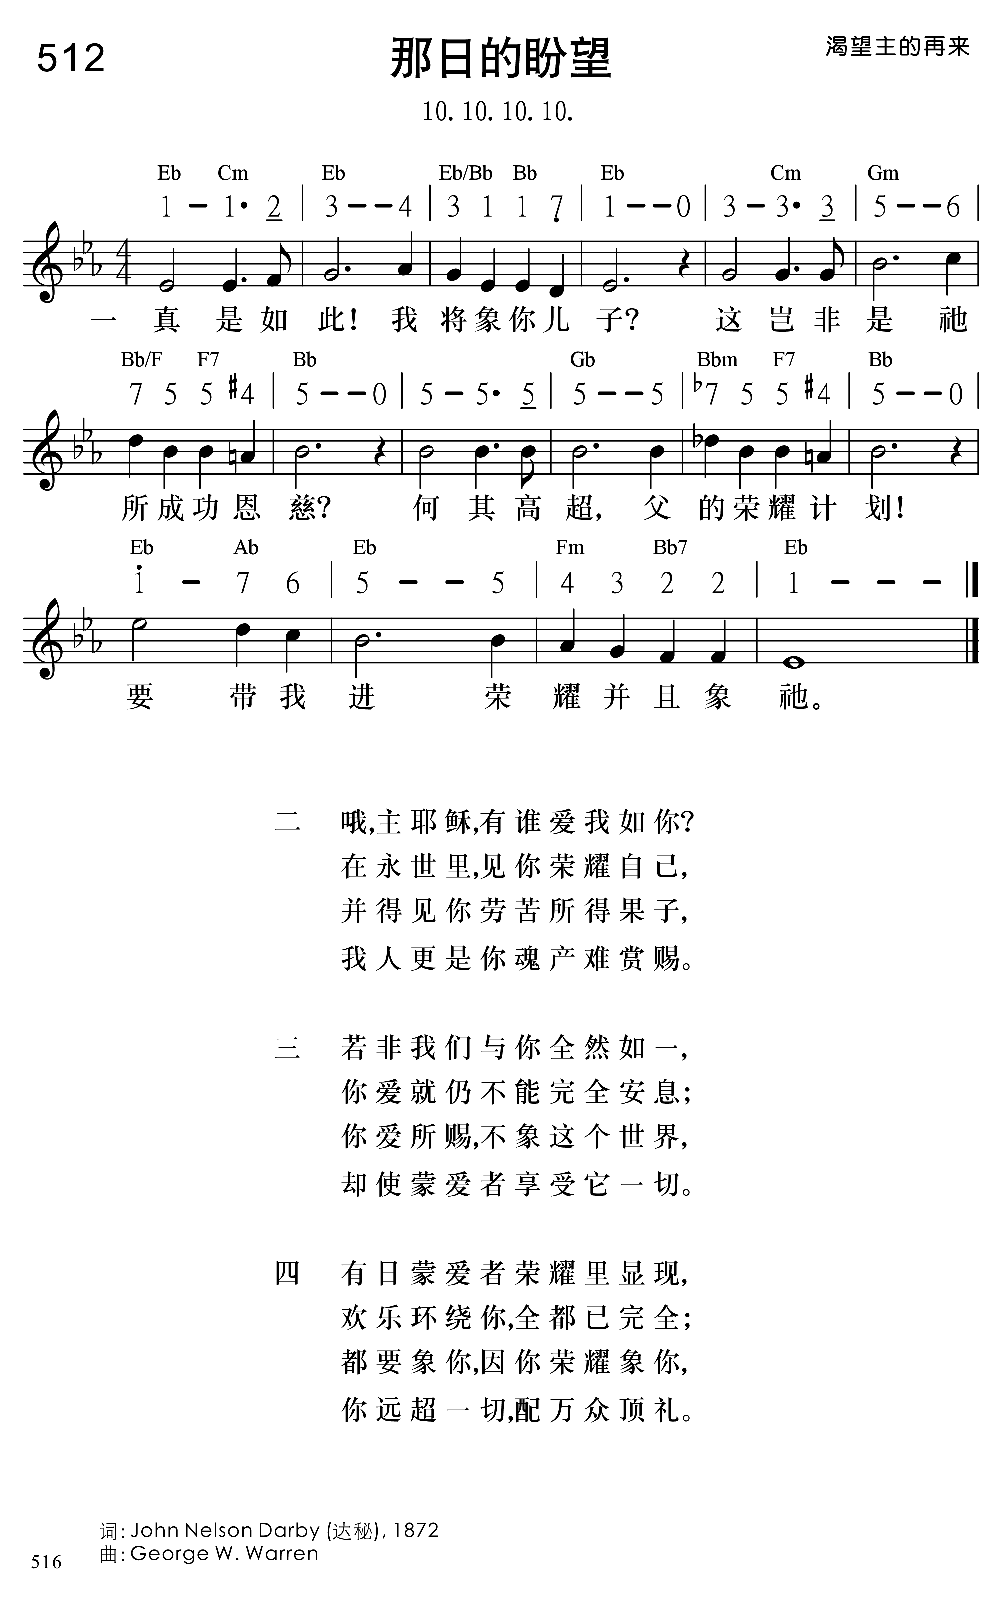 512 那日的盼望 渴望主的再来
10. 10. 10. 10.
Eb Cm Eb Eb/Bb Bb Eb Cm Gm
1 – 1• 2 | 3 – – 4 | 3 1 1 7 | 1 – – 0 | 3 – 3• 3 | 5 – – 6 |
4
4
一 真 是 如 此! 我 将 象 你 儿 子? 这 岂 非 是 祂
Bb/F F7 Bb Gb Bbm F7 Bb
7 5 5 #4 | 5 – – 0 | 5 – 5• 5 | 5 – – 5 | b7 5 5 #4 | 5 – – 0 |
所 成 功 恩 慈? 何 其 高 超, 父 的 荣 耀 计 划!
Eb Ab Eb Fm Bb7 Eb
1 – 7 6 | 5 – – 5 | 4 3 2 2 | 1 – – – ‖
要 带 我 进 荣 耀 并 且 象 祂。
二 哦,主 耶 稣,有 谁 爱 我 如 你?
在 永 世 里,见 你 荣 耀 自 己,
并 得 见 你 劳 苦 所 得 果 子,
我 人 更 是 你 魂 产 难 赏 赐。
三 若 非 我 们 与 你 全 然 如 一,
你 爱 就 仍 不 能 完 全 安 息;
你 爱 所 赐,不 象 这 个 世 界,
却 使 蒙 爱 者 享 受 它 一 切。
四 有 日 蒙 爱 者 荣 耀 里 显 现,
欢 乐 环 绕 你,全 都 已 完 全;
都 要 象 你,因 你 荣 耀 象 你,
你 远 超 一 切,配 万 众 顶 礼。
词: John Nelson Darby (达秘), 1872
曲: George W. Warren
516